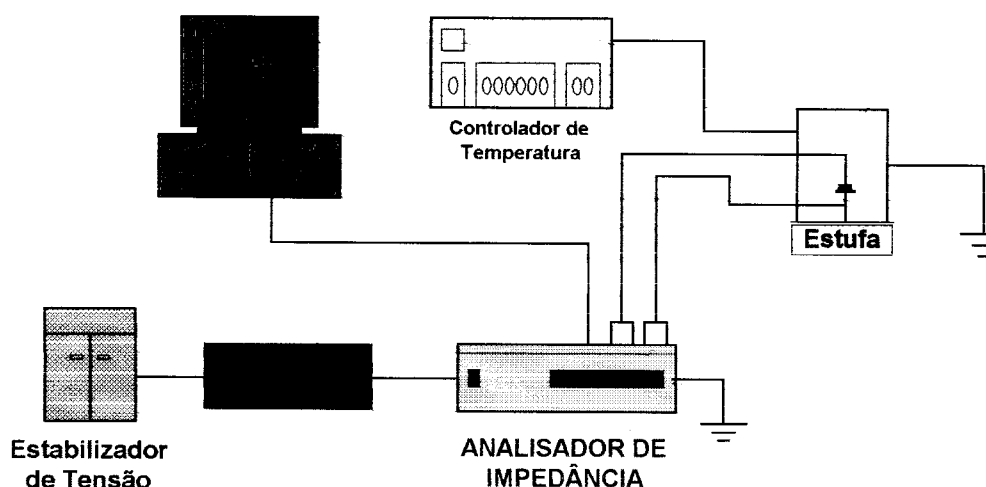 0 000000 00
Controlador de
Temperatura
Estufa
Estabilizador
de Tensão
ANALISADOR DE
IMPEDÂNCIA